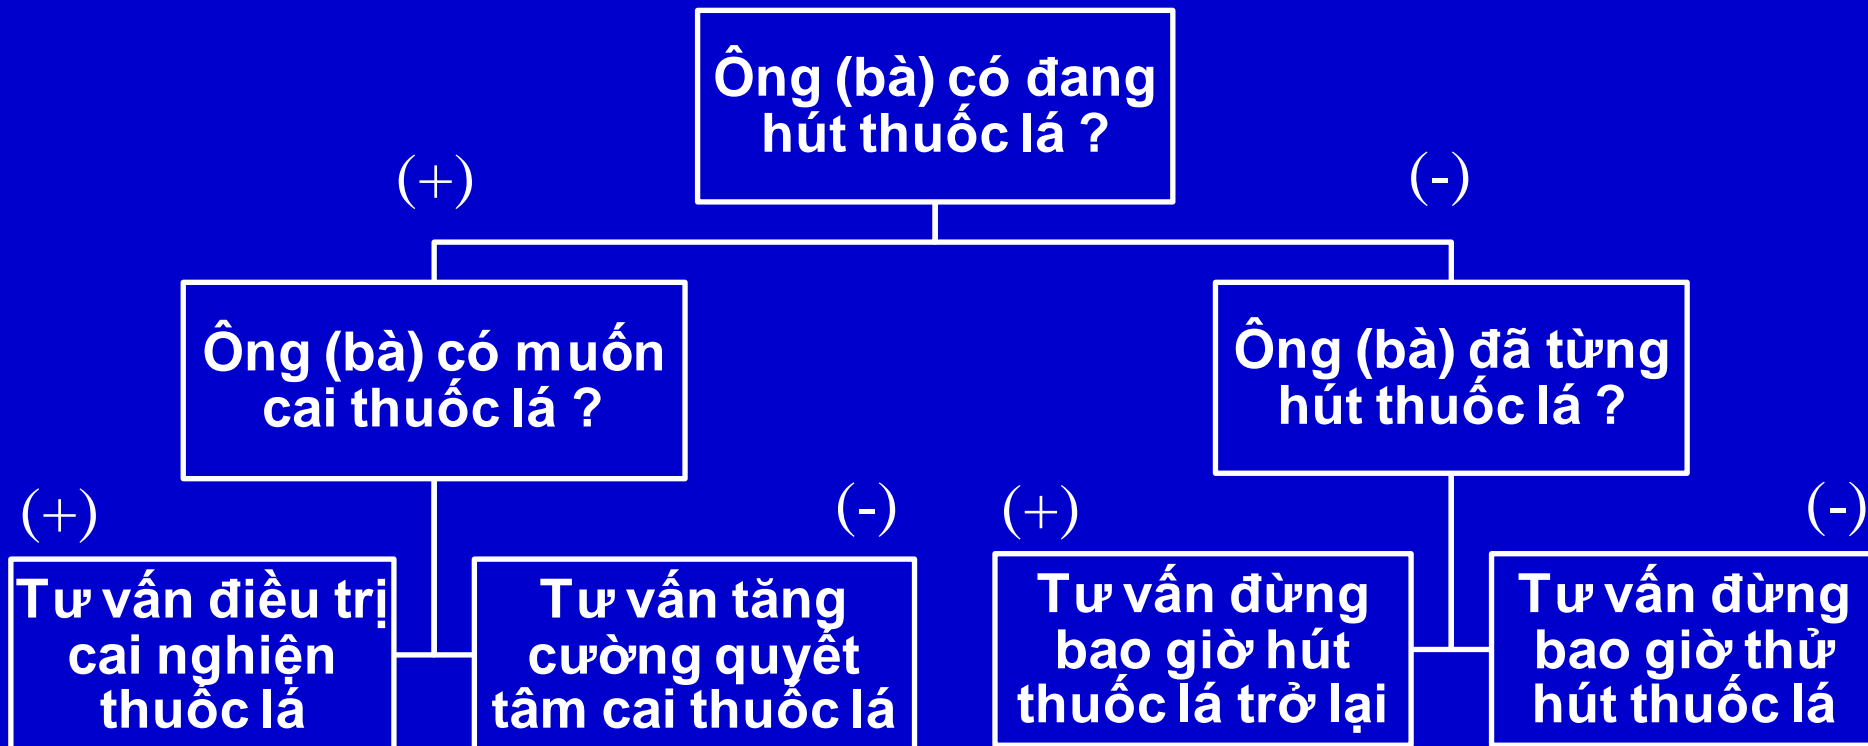 Ông (bà) có đang
hút thuốc lá ?
(+)
(-)
Ông (bà) có muốn
cai thuốc lá ?
Ông (bà) đã từng
hút thuốc lá ?
(+)
(-)
(+)
(-)
Tư vấn điều trị
cai nghiện
thuốc lá
Tư vấn tăng
cường quyết
tâm cai thuốc lá
Tư vấn đừng
bao giờ hút
thuốc lá trở lại
Tư vấn đừng
bao giờ thử
hút thuốc lá